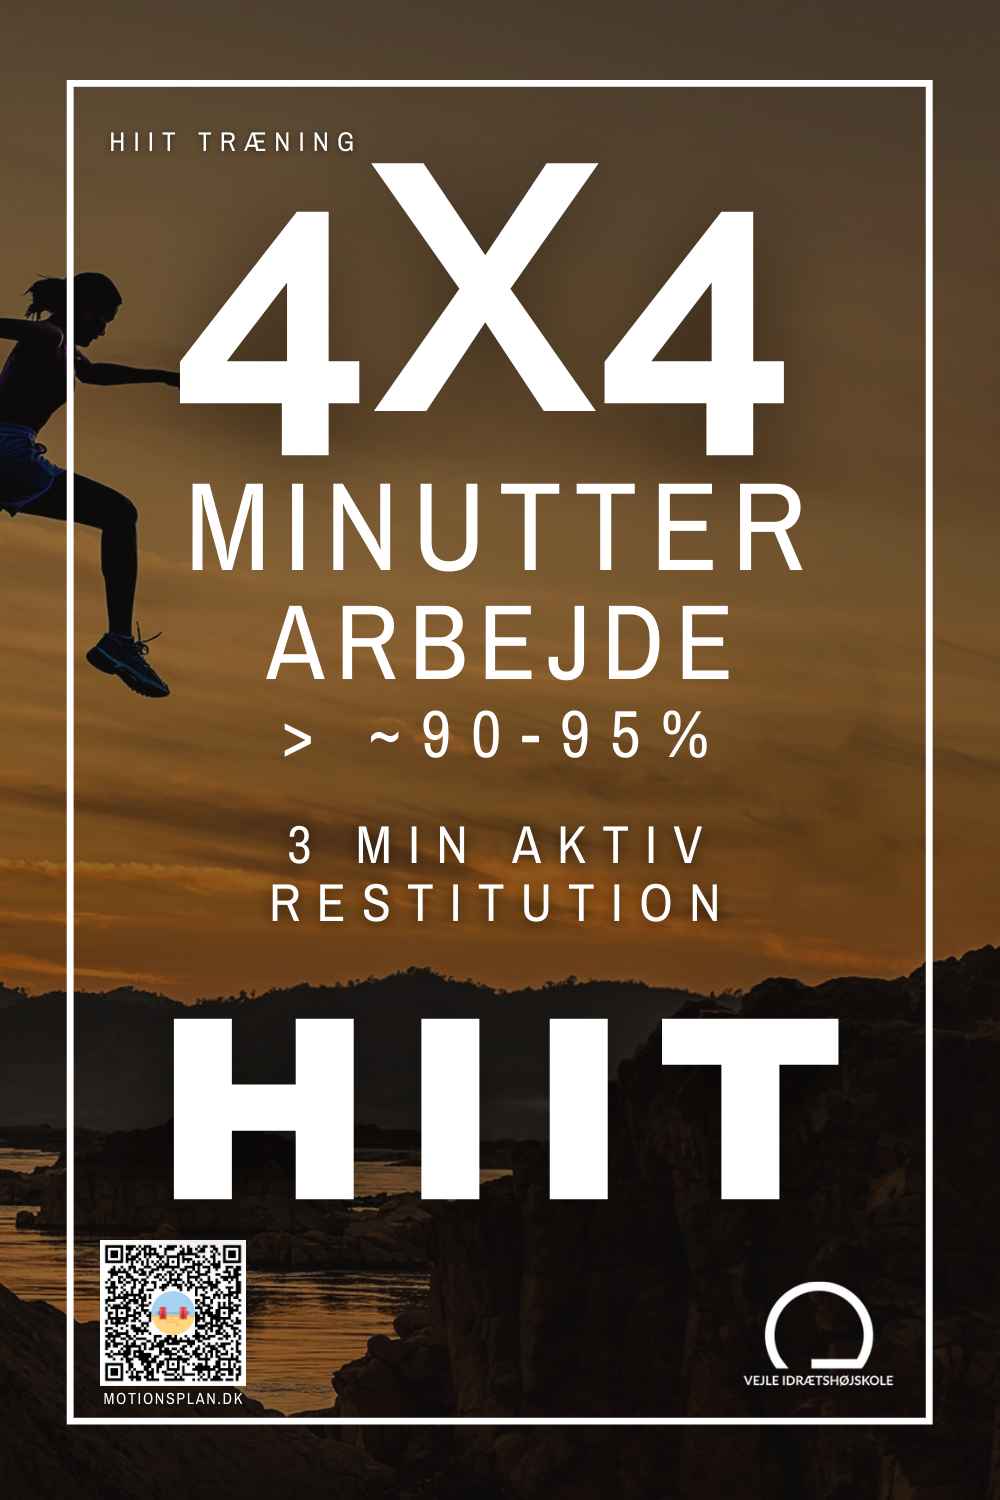 HIIT TRÆNING
4X4
MINUTTER
ARBEJDE
> ~90-95%
3 MIN AKTIV
RESTITUTION
HIIT
MOTIONSPLAN.DK
VEJLE IDRÆTSHØJSKOLE